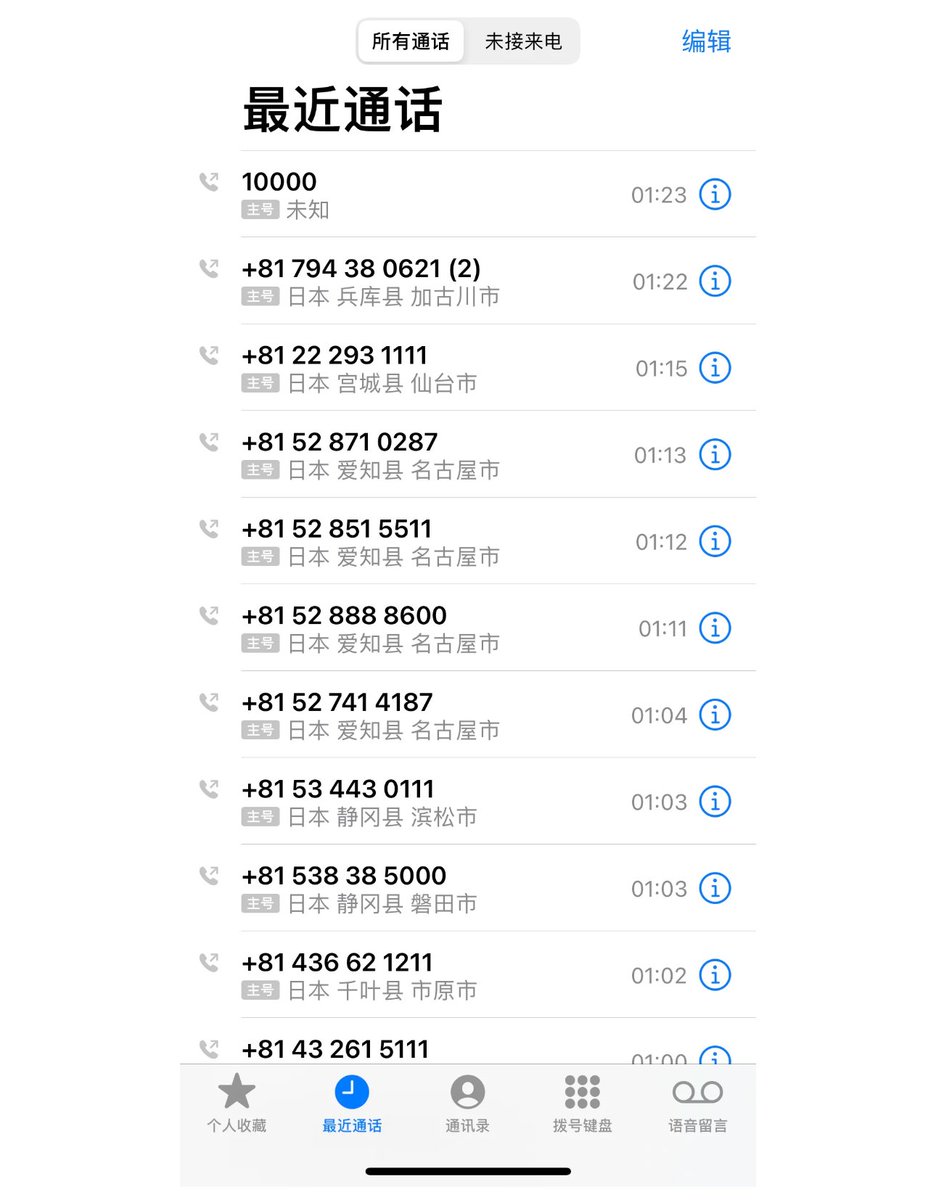 所有通话 未接来电 编辑
最近通话
10000
主号 未知 01:23
+81 794 38 0621 (2)
主号 日本 兵库县 加古川市 01:22
+81 22 293 1111
主号 日本 宫城县 仙台市 01:15
+81 52 871 0287
主号 日本 爱知县 名古屋市 01:13
+81 52 851 5511
主号 日本 爱知县 名古屋市 01:12
+81 52 888 8600
主号 日本 爱知县 名古屋市 01:11
+81 52 741 4187
主号 日本 爱知县 名古屋市 01:04
+81 53 443 0111
主号 日本 静冈县 滨松市 01:03
+81 538 38 5000
主号 日本 静冈县 磐田市 01:03
+81 436 62 1211
主号 日本 千叶县 市原市 01:02
+81 43 261 5111
01:00
个人收藏 最近通话 通讯录 拨号键盘 语音留言